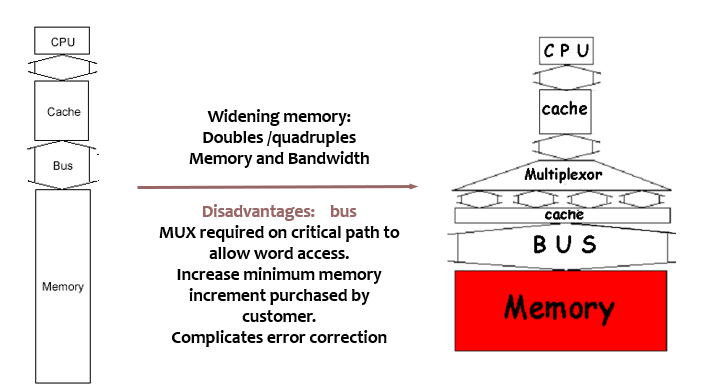 CPU
Cache
Bus
Memory
Widening memory:
Doubles /quadruples
Memory and Bandwidth
Disadvantages: bus
MUX required on critical path to
allow word access.
Increase minimum memory
increment purchased by
customer.
Complicates error correction
CPU
cache
Multiplexor
cache
BUS
Memory